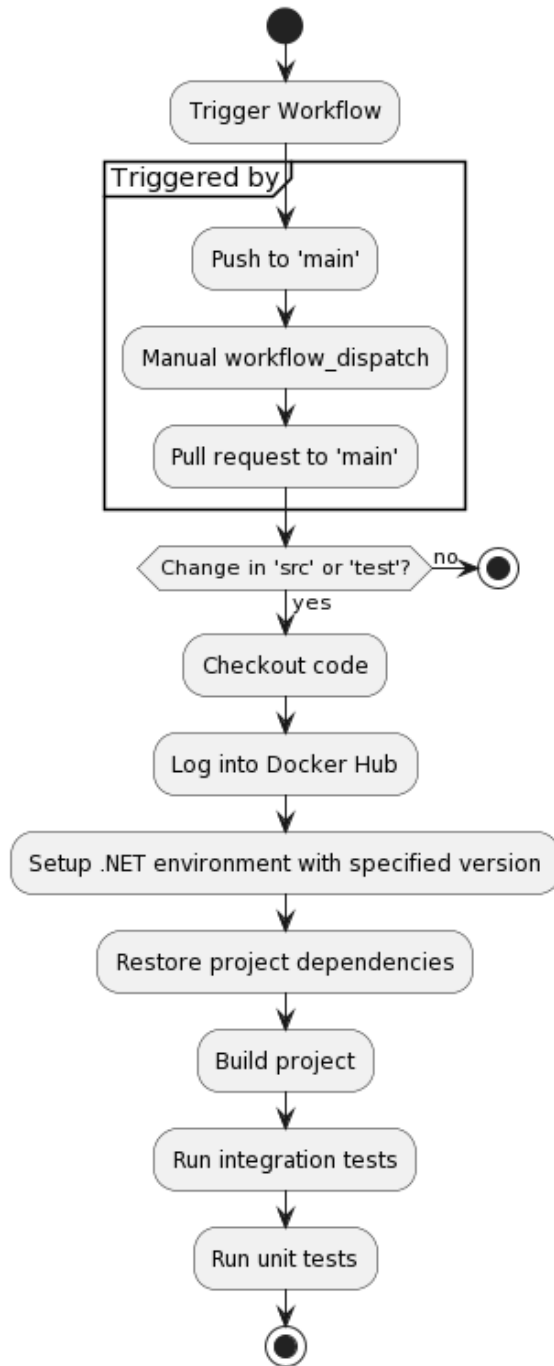 Trigger Workflow
Triggered by
Push to 'main'
Manual workflow_dispatch
Pull request to 'main'
Change in 'src' or 'test'?
no
yes
Checkout code
Log into Docker Hub
Setup .NET environment with specified version
Restore project dependencies
Build project
Run integration tests
Run unit tests